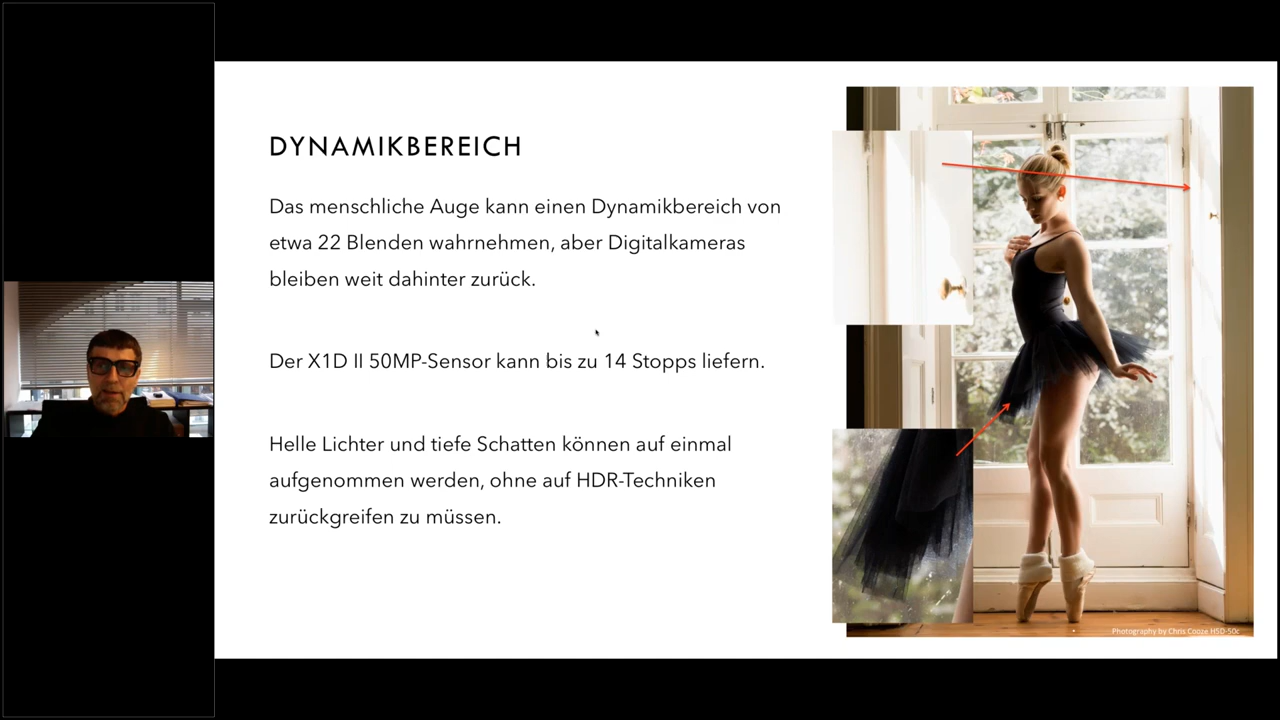 DYNAMIKBEREICH
Das menschliche Auge kann einen Dynamikbereich von
etwa 22 Blenden wahrnehmen, aber Digitalkameras
bleiben weit dahinter zurück.
Der X1D II 50MP-Sensor kann bis zu 14 Stopps liefern.
Helle Lichter und tiefe Schatten können auf einmal
aufgenommen werden, ohne auf HDR-Techniken
zurückgreifen zu müssen.
Photography by Chris Cooze H5D-50c